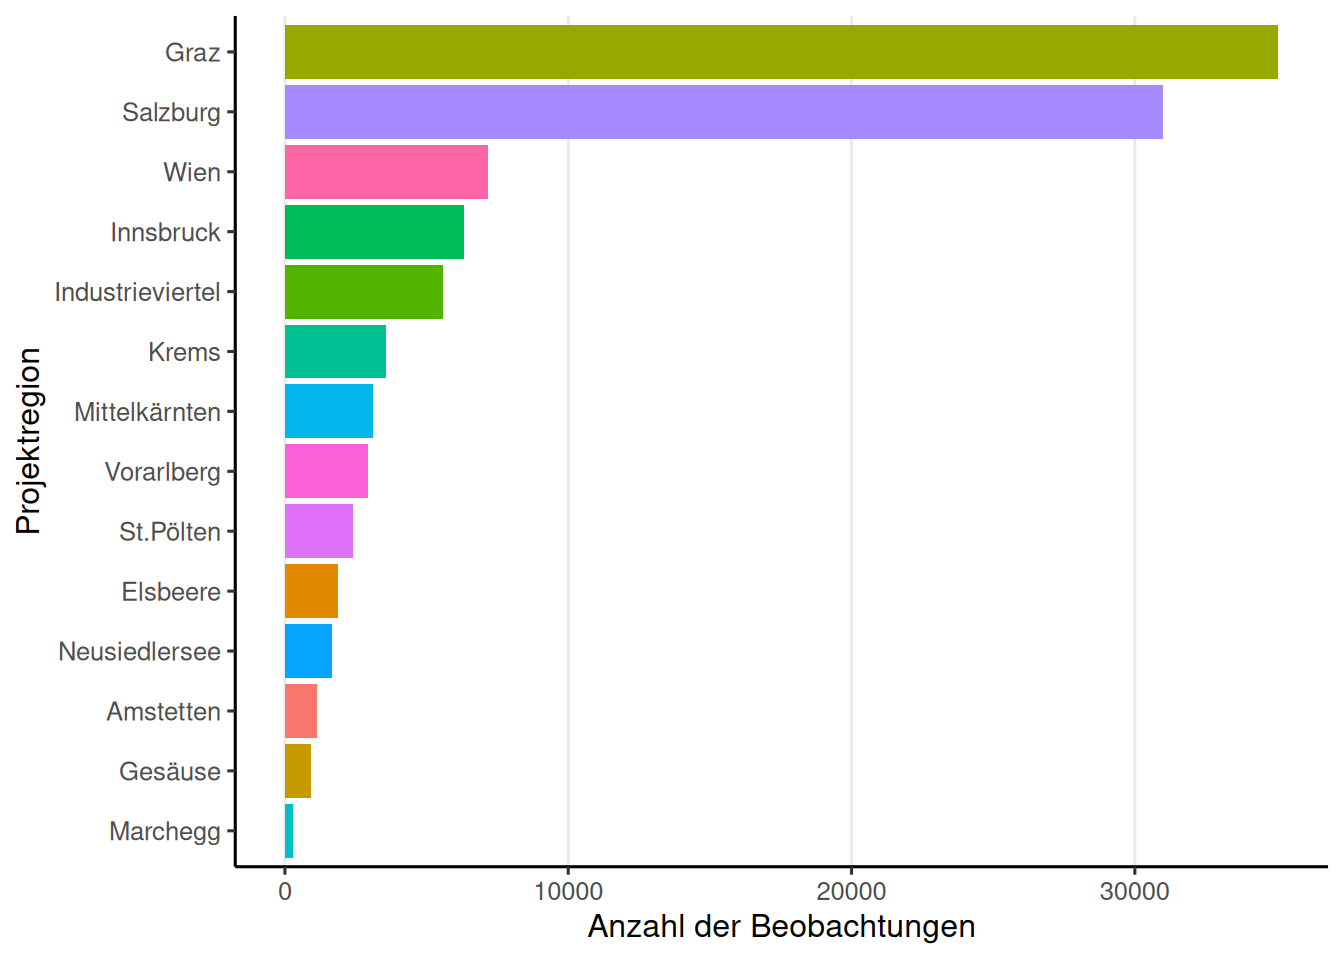 Projektregion
Graz
Salzburg
Wien
Innsbruck
Industrieviertel
Krems
Mittelkärnten
Vorarlberg
St.Pölten
Elsbeere
Neusiedlersee
Amstetten
Gesäuse
Marchegg
0 10000 20000 30000
Anzahl der Beobachtungen